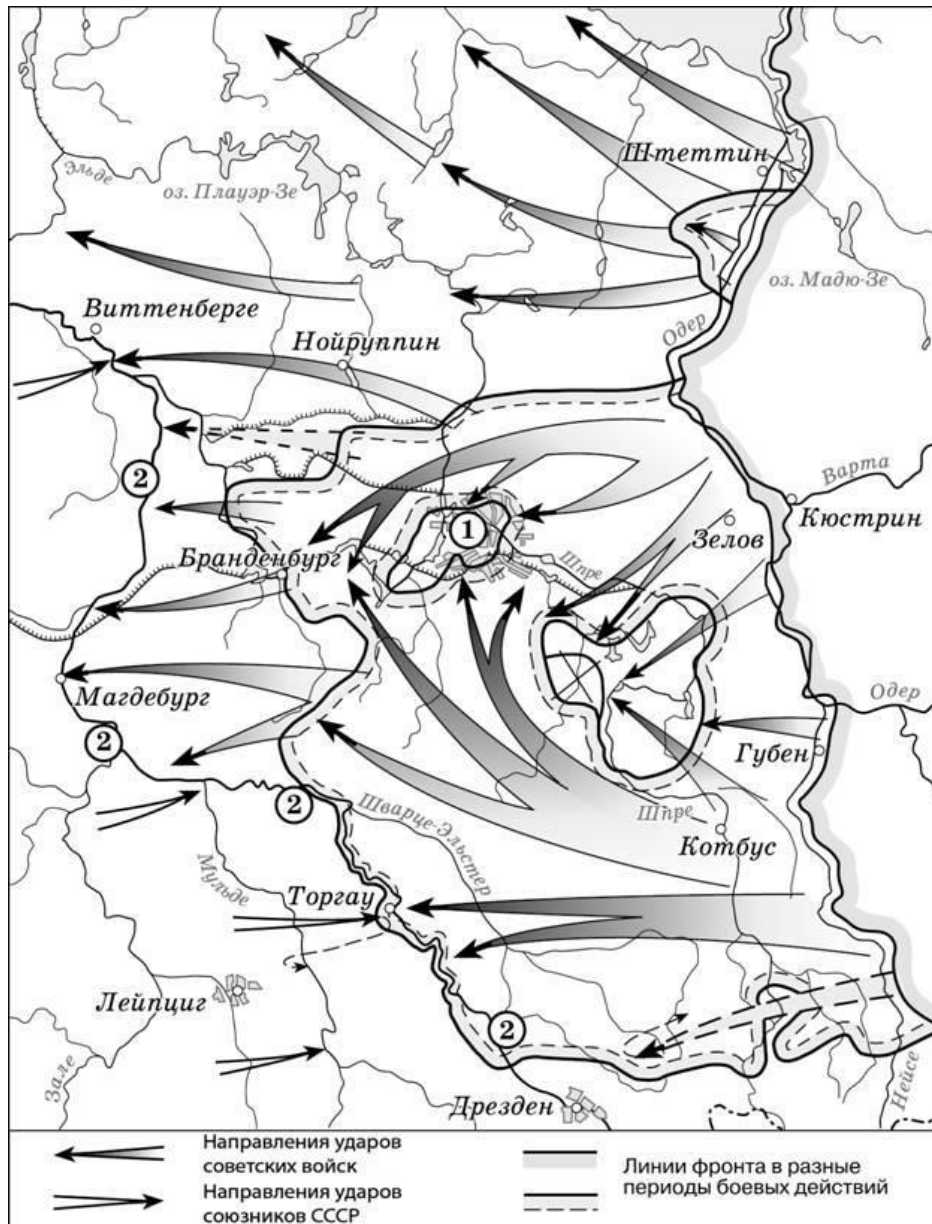 Штеттин
Эльде
оз. Плауэр-Зе
оз. Мадю-Зе
Виттенберге
Одер
Нойруппин
Варта
2
1
Кюстрин
Зелов
Бранденбург
Шпре
Магдебург
Одер
2
Губен
2
Шпре
Шварце-Эльстер
Котбус
Мульде
Торгау
Лейпциг
2
Зале
Нейсе
Дрезден
Направления ударов
советских войск
Направления ударов
союзников СССР
Линии фронта в разные
периоды боевых действий